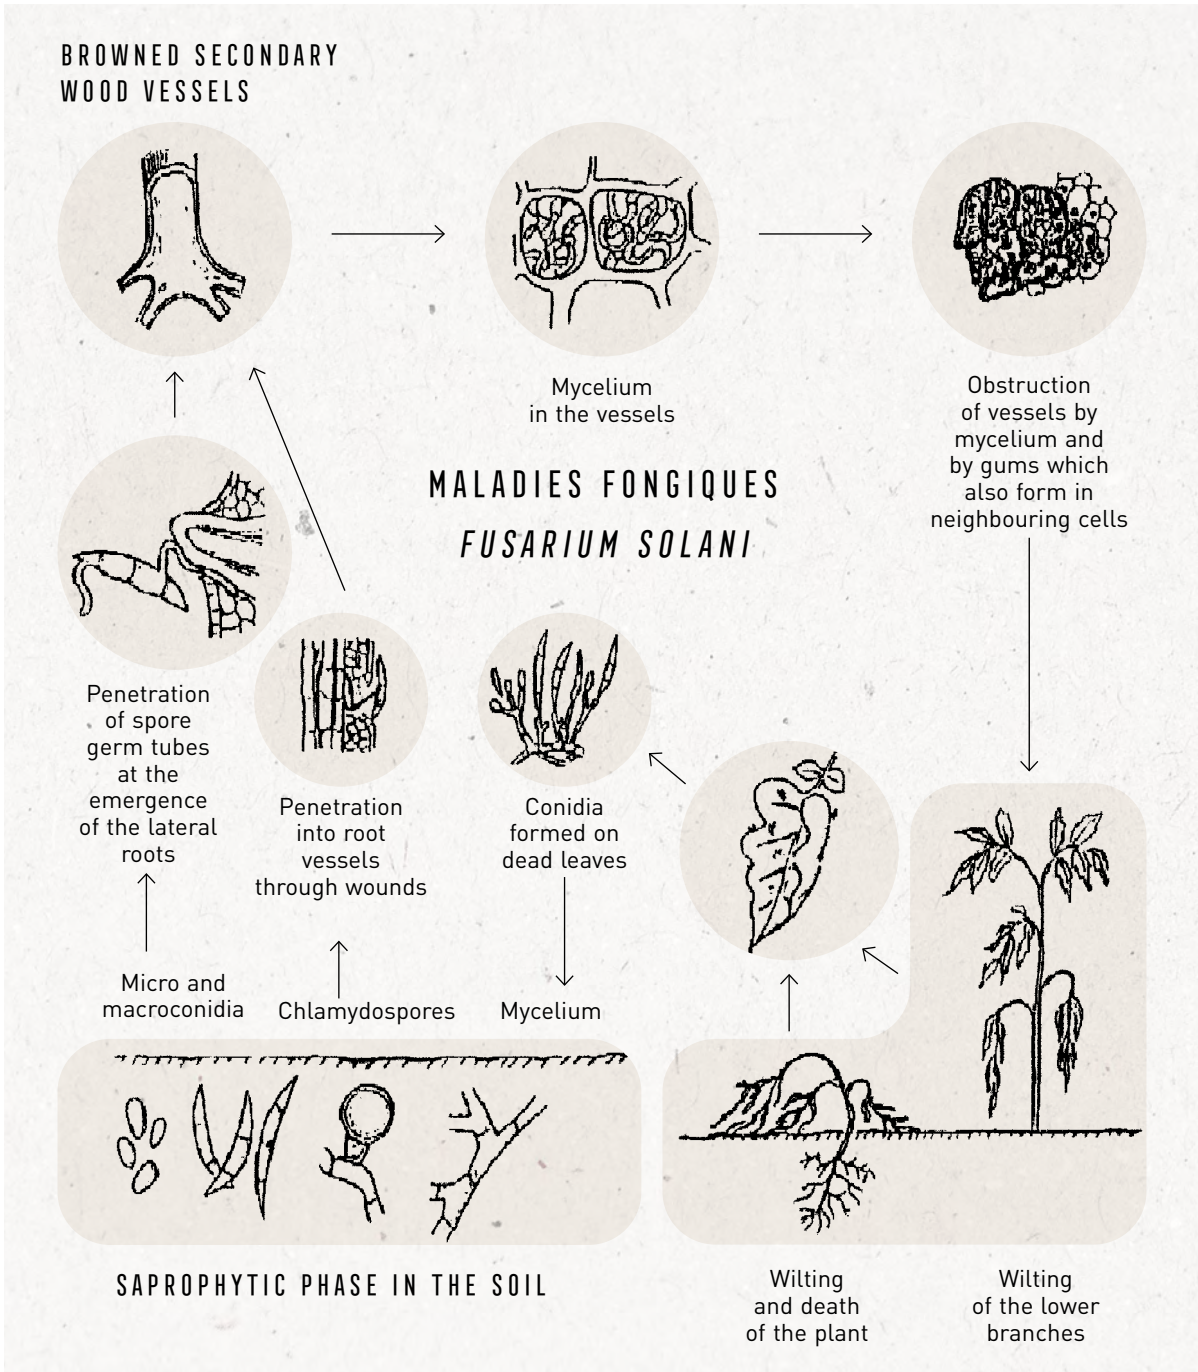 BROWNED SECONDARY
WOOD VESSELS
Mycelium
in the vessels
Obstruction
of vessels by
mycelium and
by gums which
also form in
neighbouring cells
MALADIES FONGIQUES
FUSARIUM SOLANI
Penetration
of spore
germ tubes
at the
emergence
of the lateral
roots
Penetration
into root
vessels
through wounds
Conidia
formed on
dead leaves
Micro and
macroconidia
Chlamydospores
Mycelium
SAPROPHYTIC PHASE IN THE SOIL
Wilting
and death
of the plant
Wilting
of the lower
branches